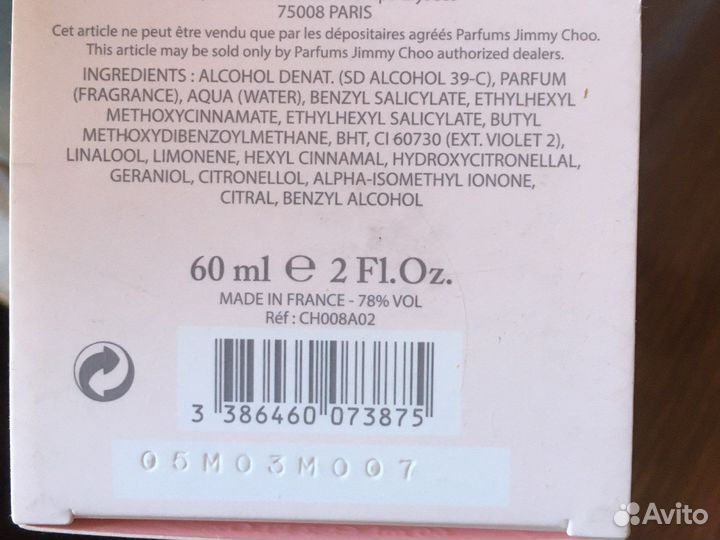 75008 PARIS
Cet article ne peut être vendu que par les dépositaires agréés Parfums Jimmy Choo.
This article may be sold only by Parfums Jimmy Choo authorized dealers.
INGREDIENTS : ALCOHOL DENAT. (SD ALCOHOL 39-C), PARFUM
(FRAGRANCE), AQUA (WATER), BENZYL SALICYLATE, ETHYLHEXYL
METHOXYCINNAMATE, ETHYLHEXYL SALICYLATE, BUTYL
METHOXYDIBENZOYLMETHANE, BHT, CI 60730 (EXT. VIOLET 2),
LINALOOL, LIMONENE, HEXYL CINNAMAL, HYDROXYCITRONELLAL,
GERANIOL, CITRONELLOL, ALPHA-ISOMETHYL IONONE,
CITRAL, BENZYL ALCOHOL
60 ml ℮ 2 Fl.Oz.
MADE IN FRANCE - 78% VOL
Réf : CH008A02
3 386460 073875
05M03M007
Avito